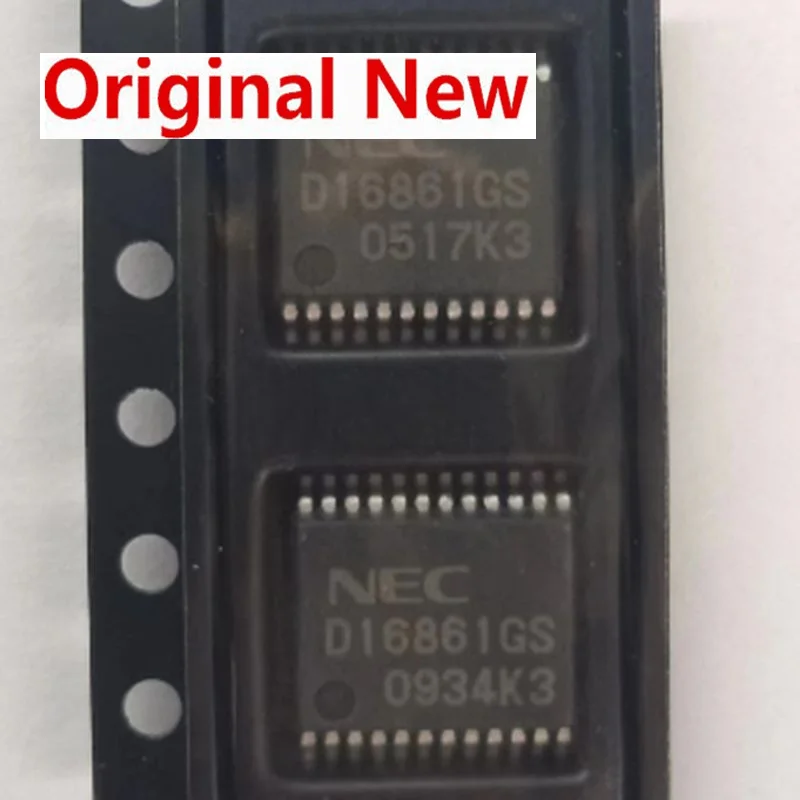 Original New
NEC
D16861GS
0517K3
NEC
D16861GS
0934K3